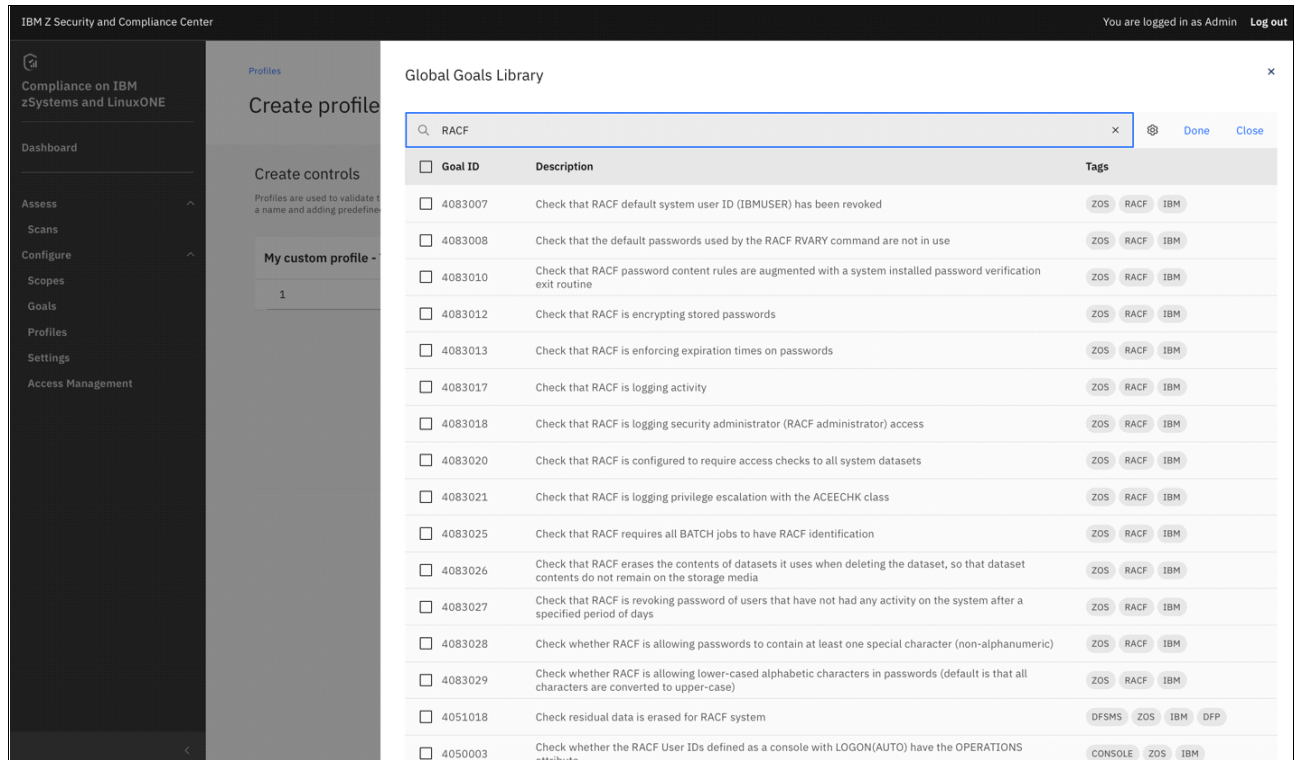 IBM Z Security and Compliance Center
You are logged in as Admin Log out
Compliance on IBM
zSystems and LinuxONE
Dashboard
Assess
Scans
Configure
Scopes
Goals
Profiles
Settings
Access Management
Profiles
Create profile
Create controls
Profiles are used to validate
a name and adding predefine
My custom profile -
1
Global Goals Library
RACF
Done Close
Goal ID Description Tags
4083007 Check that RACF default system user ID (IBMUSER) has been revoked ZOS RACF IBM
4083008 Check that the default passwords used by the RACF RVARY command are not in use ZOS RACF IBM
4083010 Check that RACF password content rules are augmented with a system installed password verification
exit routine ZOS RACF IBM
4083012 Check that RACF is encrypting stored passwords ZOS RACF IBM
4083013 Check that RACF is enforcing expiration times on passwords ZOS RACF IBM
4083017 Check that RACF is logging activity ZOS RACF IBM
4083018 Check that RACF is logging security administrator (RACF administrator) access ZOS RACF IBM
4083020 Check that RACF is configured to require access checks to all system datasets ZOS RACF IBM
4083021 Check that RACF is logging privilege escalation with the ACEECHK class ZOS RACF IBM
4083025 Check that RACF requires all BATCH jobs to have RACF identification ZOS RACF IBM
4083026 Check that RACF erases the contents of datasets it uses when deleting the dataset, so that dataset
contents do not remain on the storage media ZOS RACF IBM
4083027 Check that RACF is revoking password of users that have not had any activity on the system after a
specified period of days ZOS RACF IBM
4083028 Check whether RACF is allowing passwords to contain at least one special character (non-alphanumeric) ZOS RACF IBM
4083029 Check whether RACF is allowing lower-cased alphabetic characters in passwords (default is that all
characters are converted to upper-case) ZOS RACF IBM
4051018 Check residual data is erased for RACF system DFSMS ZOS IBM DFP
4050003 Check whether the RACF User IDs defined as a console with LOGON(AUTO) have the OPERATIONS
CONSOLE ZOS IBM